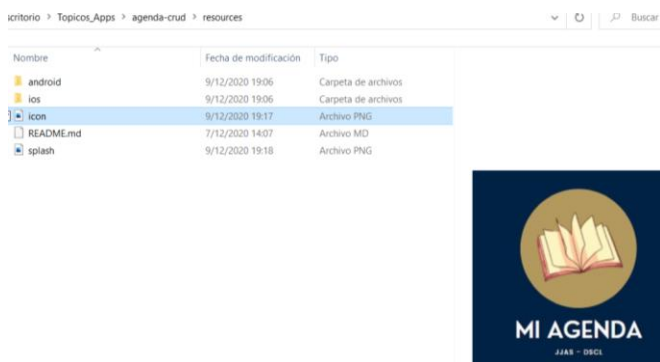 scritorio > Topicos_Apps > agenda-crud > resources
Buscar
Nombre Fecha de modificación Tipo
android 9/12/2020 19:06 Carpeta de archivos
ios 9/12/2020 19:06 Carpeta de archivos
icon 9/12/2020 19:17 Archivo PNG
README.md 7/12/2020 14:07 Archivo MD
splash 9/12/2020 19:18 Archivo PNG
MI AGENDA
JJAS - DSCL